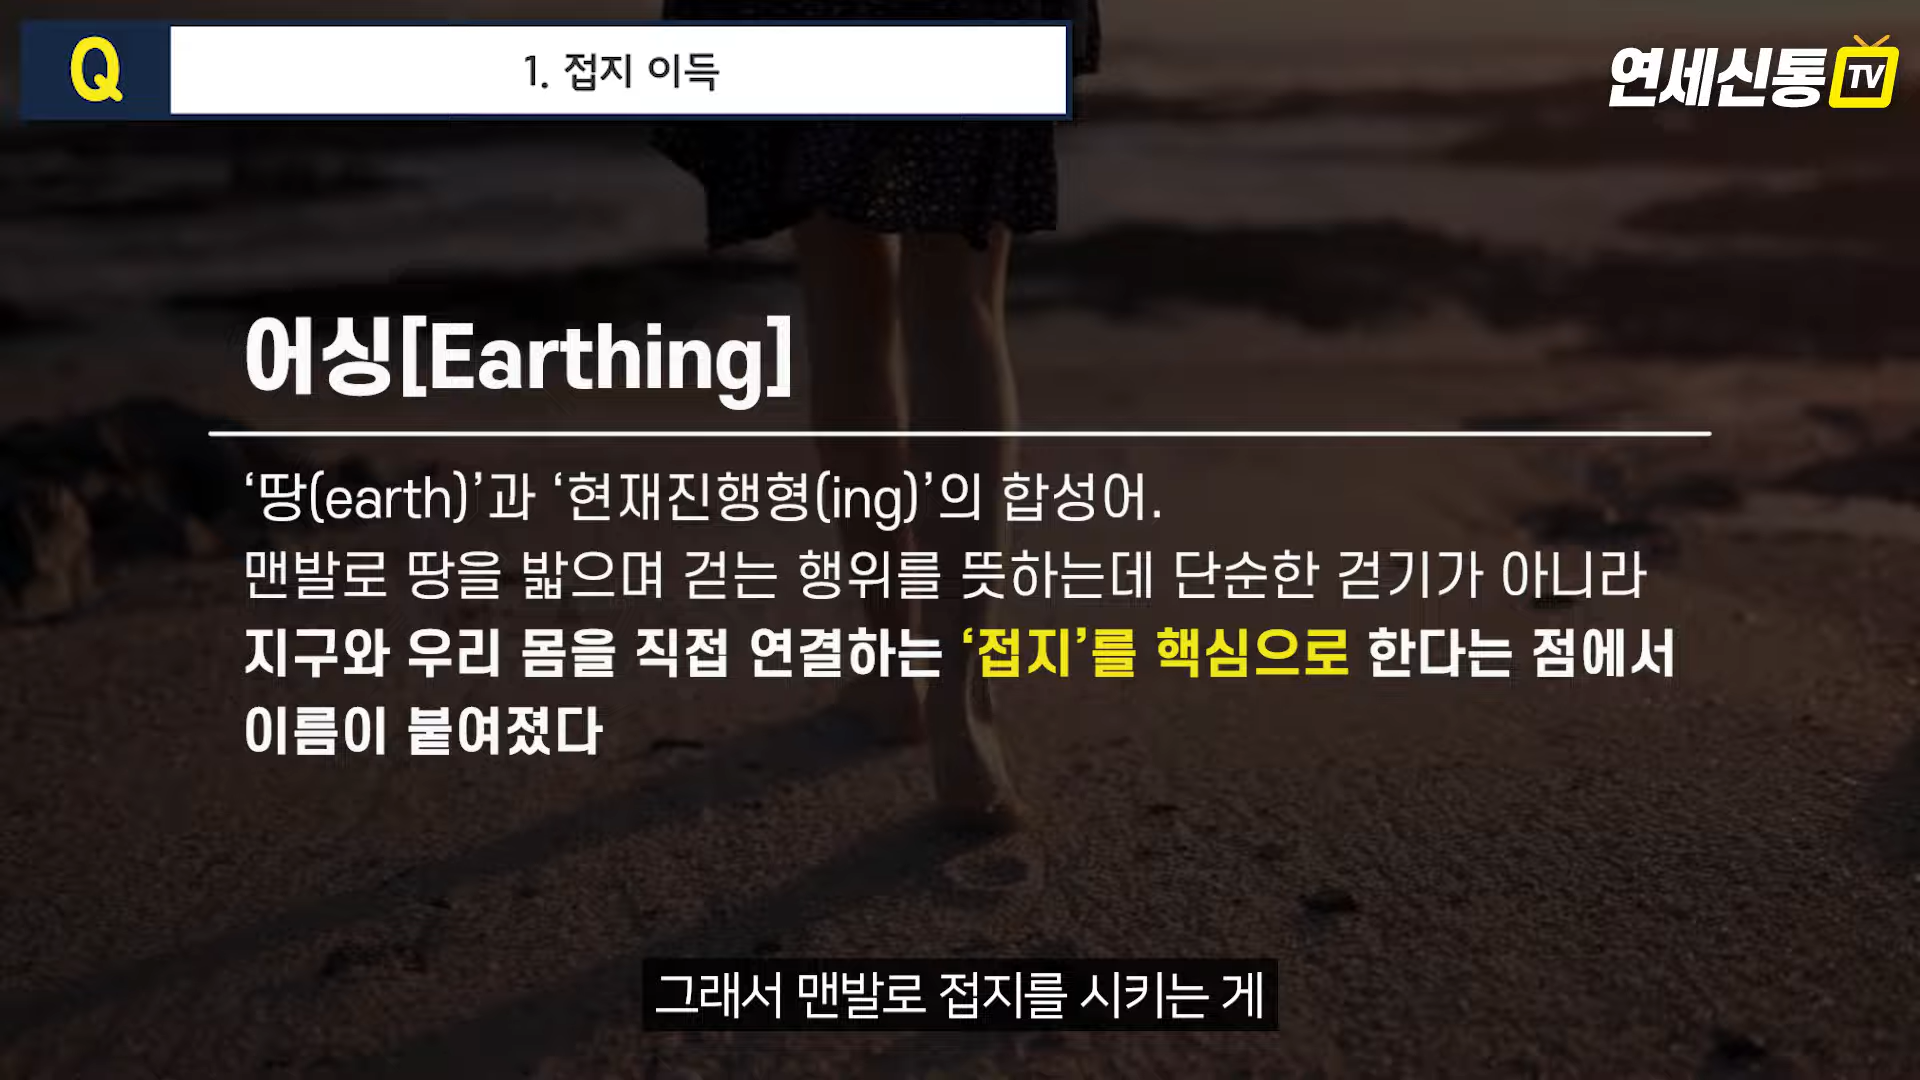 Q
1. 접지 이득
연세신통 TV
어싱[Earthing]
‘땅(earth)’과 ‘현재진행형(ing)’의 합성어.
맨발로 땅을 밟으며 걷는 행위를 뜻하는데 단순한 걷기가 아니라
지구와 우리 몸을 직접 연결하는 ‘접지’를 핵심으로 한다는 점에서
이름이 붙여졌다
그래서 맨발로 접지를 시키는 게